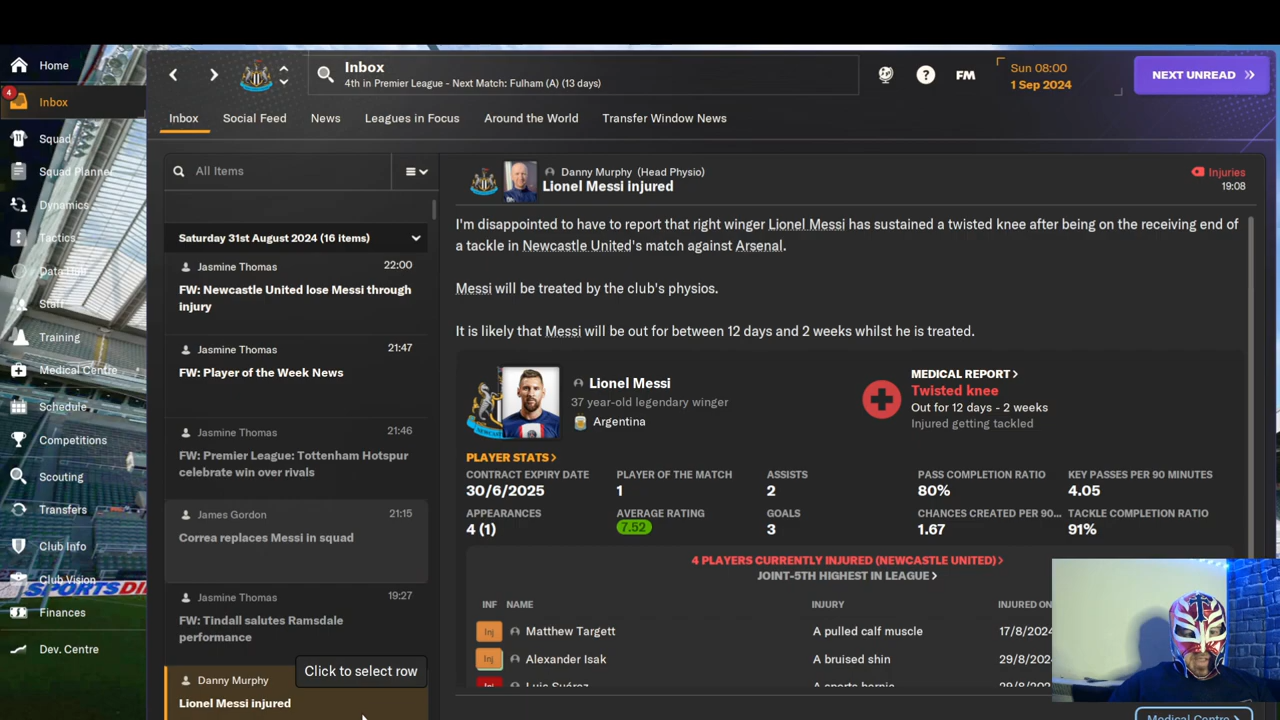 Home
4
Inbox
Squad
Squad Planner
Dynamics
Tactics
Data Hub
Staff
Training
Medical Centre
Schedule
Competitions
Scouting
Transfers
Club Info
Club Vision
SPORTS DI
Finances
Dev. Centre
Inbox
4th in Premier League - Next Match: Fulham (A) (13 days)
?
FM
Sun 08:00
1 Sep 2024
NEXT UNREAD
Inbox Social Feed News Leagues in Focus Around the World Transfer Window News
All Items
Saturday 31st August 2024 (16 items)
Jasmine Thomas 22:00
FW: Newcastle United lose Messi through
injury
Jasmine Thomas 21:47
FW: Player of the Week News
Jasmine Thomas 21:46
FW: Premier League: Tottenham Hotspur
celebrate win over rivals
James Gordon 21:15
Correa replaces Messi in squad
Jasmine Thomas 19:27
FW: Tindall salutes Ramsdale
performance
Click to select row
Danny Murphy
Lionel Messi injured
Danny Murphy (Head Physio)
Lionel Messi injured
Injuries
19:08
I'm disappointed to have to report that right winger Lionel Messi has sustained a twisted knee after being on the receiving end of
a tackle in Newcastle United's match against Arsenal.
Messi will be treated by the club's physios.
It is likely that Messi will be out for between 12 days and 2 weeks whilst he is treated.
Lionel Messi
37 year-old legendary winger
Argentina
MEDICAL REPORT >
Twisted knee
Out for 12 days - 2 weeks
Injured getting tackled
PLAYER STATS >
CONTRACT EXPIRY DATE PLAYER OF THE MATCH ASSISTS PASS COMPLETION RATIO KEY PASSES PER 90 MINUTES
30/6/2025 1 2 80% 4.05
APPEARANCES AVERAGE RATING GOALS CHANCES CREATED PER 90... TACKLE COMPLETION RATIO
4 (1) 7.52 3 1.67 91%
4 PLAYERS CURRENTLY INJURED (NEWCASTLE UNITED) >
JOINT-5TH HIGHEST IN LEAGUE >
INF NAME INJURY INJURED ON
Inj Matthew Targett A pulled calf muscle 17/8/2024
Inj Alexander Isak A bruised shin 29/8/202
Inj Luis Suárez A sports hernia 29/8/202
Medical Centre >